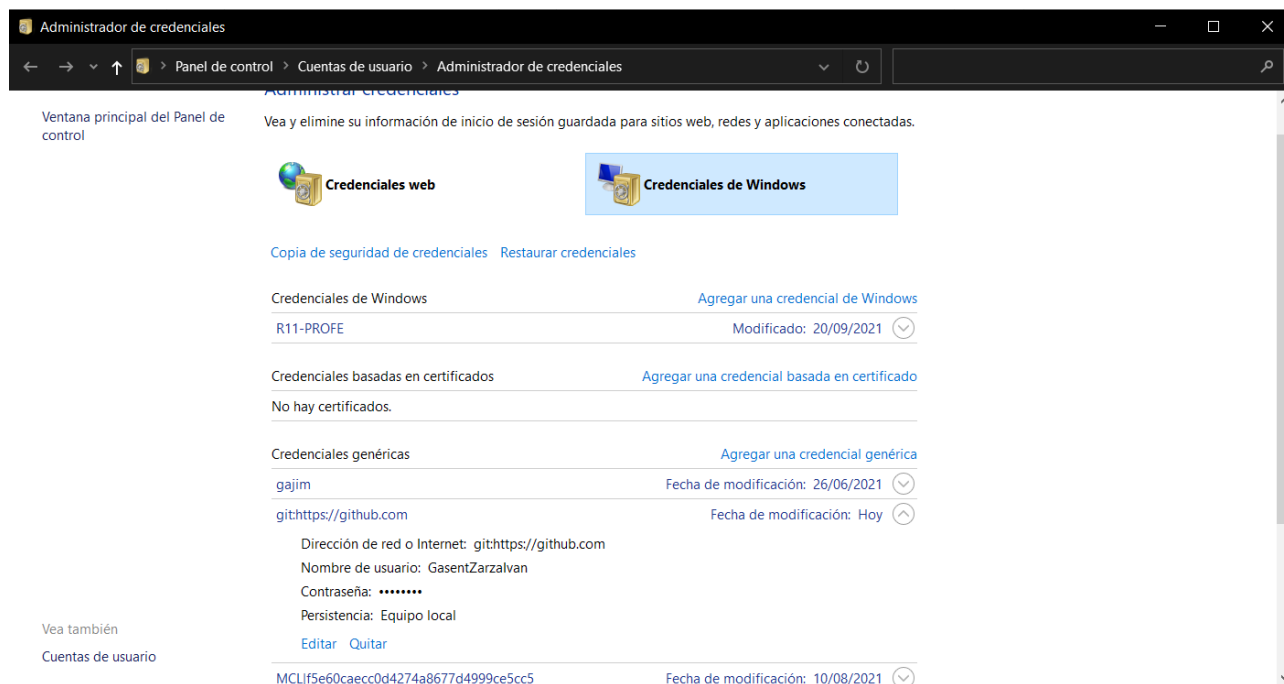 Administrador de credenciales
Panel de control > Cuentas de usuario > Administrador de credenciales
Administrar credenciales
Ventana principal del Panel de control
Vea y elimine su información de inicio de sesión guardada para sitios web, redes y aplicaciones conectadas.
Credenciales web
Credenciales de Windows
Copia de seguridad de credenciales Restaurar credenciales
Credenciales de Windows Agregar una credencial de Windows
R11-PROFE Modificado: 20/09/2021
Credenciales basadas en certificados Agregar una credencial basada en certificado
No hay certificados.
Credenciales genéricas Agregar una credencial genérica
gajim Fecha de modificación: 26/06/2021
git:https://github.com Fecha de modificación: Hoy
Dirección de red o Internet: git:https://github.com
Nombre de usuario: GasentZarzaIvan
Contraseña: ••••••••
Persistencia: Equipo local
Editar Quitar
MCLIf5e60caecc0d4274a8677d4999ce5cc5 Fecha de modificación: 10/08/2021
Vea también
Cuentas de usuario